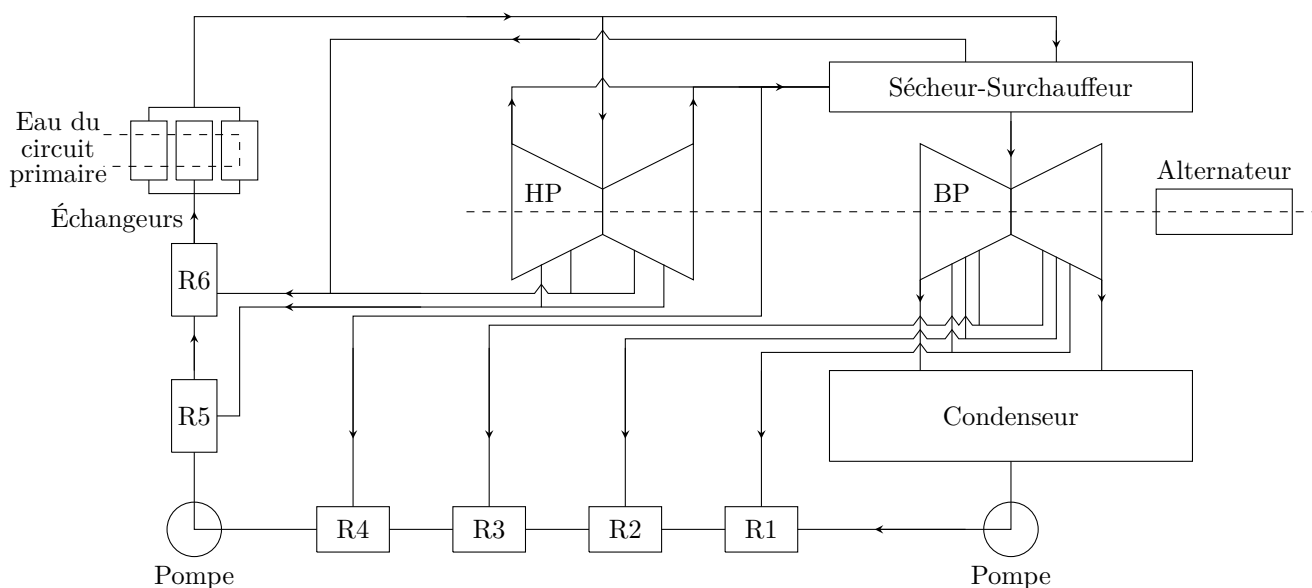 Sécheur-Surchauffeur
Eau du
circuit
primaire
HP
BP
Alternateur
Échangeurs
R6
R5
Condenseur
R4
R3
R2
R1
Pompe
Pompe